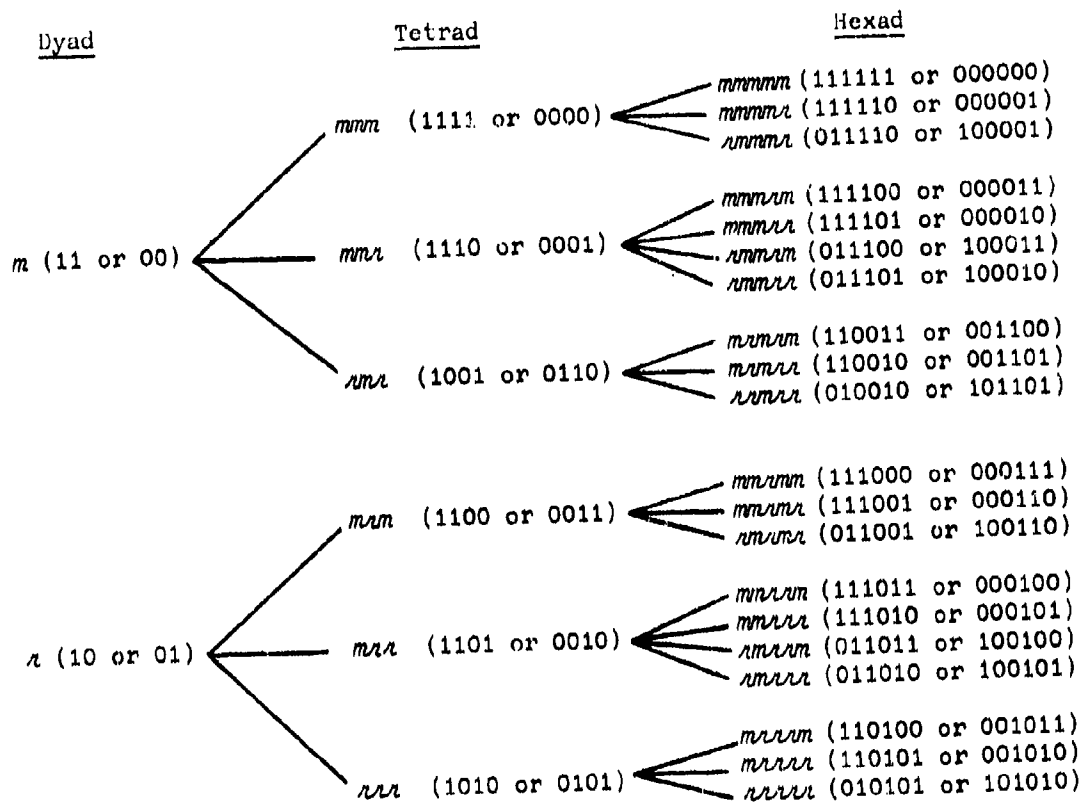 Dyad Tetrad Hexad
mmmmm (111111 or 000000)
mmm (1111 or 0000) mmmmr (111110 or 000001)
rmmmr (011110 or 100001)
mmmrm (111100 or 000011)
mmmrr (111101 or 000010)
m (11 or 00) mmr (1110 or 0001) rmmrm (011100 or 100011)
rmmrr (011101 or 100010)
mrmrm (110011 or 001100)
rmr (1001 or 0110) mrmrr (110010 or 001101)
rrmrr (010010 or 101101)
mmrmm (111000 or 000111)
mrm (1100 or 0011) mmrmr (111001 or 000110)
rmrmr (011001 or 100110)
mmrrm (111011 or 000100)
mmrrr (111010 or 000101)
r (10 or 01) mrr (1101 or 0010) rmrrm (011011 or 100100)
rmrrr (011010 or 100101)
mrrrm (110100 or 001011)
rrr (1010 or 0101) mrrrr (110101 or 001010)
rrrrr (010101 or 101010)